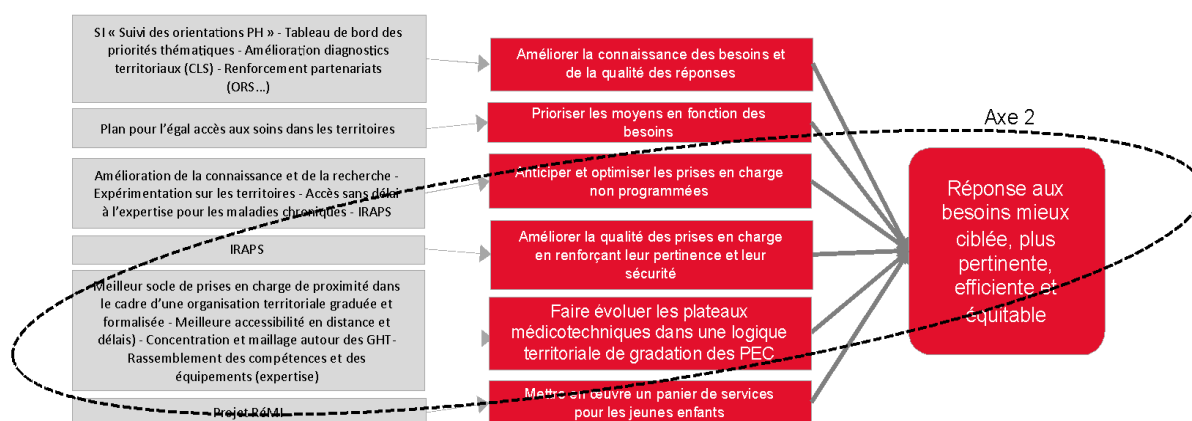 SI « Suivi des orientations PH » - Tableau de bord des
priorités thématiques - Amélioration diagnostics
territoriaux (CLS) - Renforcement partenariats
(ORS...)
Améliorer la connaissance des besoins et
de la qualité des réponses
Plan pour l’égal accès aux soins dans les territoires
Prioriser les moyens en fonction des
besoins
Axe 2
Amélioration de la connaissance et de la recherche -
Expérimentation sur les territoires - Accès sans délai
à l’expertise pour les maladies chroniques - IRAPS
Anticiper et optimiser les prises en charge
non programmées
IRAPS
Améliorer la qualité des prises en charge
en renforçant leur pertinence et leur
sécurité
Meilleur socle de prises en charge de proximité dans
le cadre d’une organisation territoriale graduée et
formalisée - Meilleure accessibilité en distance et
délais) - Concentration et maillage autour des GHT-
Rassemblement des compétences et des
équipements (expertise)
Faire évoluer les plateaux
médicotechniques dans une logique
territoriale de gradation des PEC
Projet RéMI
Mettre en œuvre un panier de services
pour les jeunes enfants
Réponse aux
besoins mieux
ciblée, plus
pertinente,
efficiente et
équitable